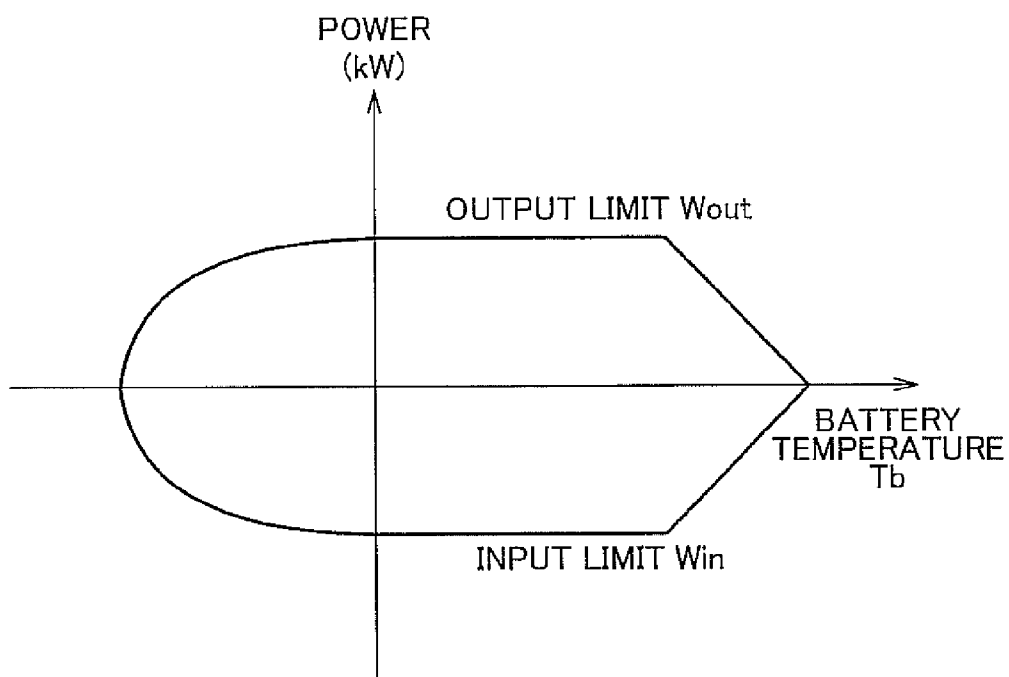 POWER
(kW)
OUTPUT LIMIT Wout
BATTERY
TEMPERATURE
Tb
INPUT LIMIT Win